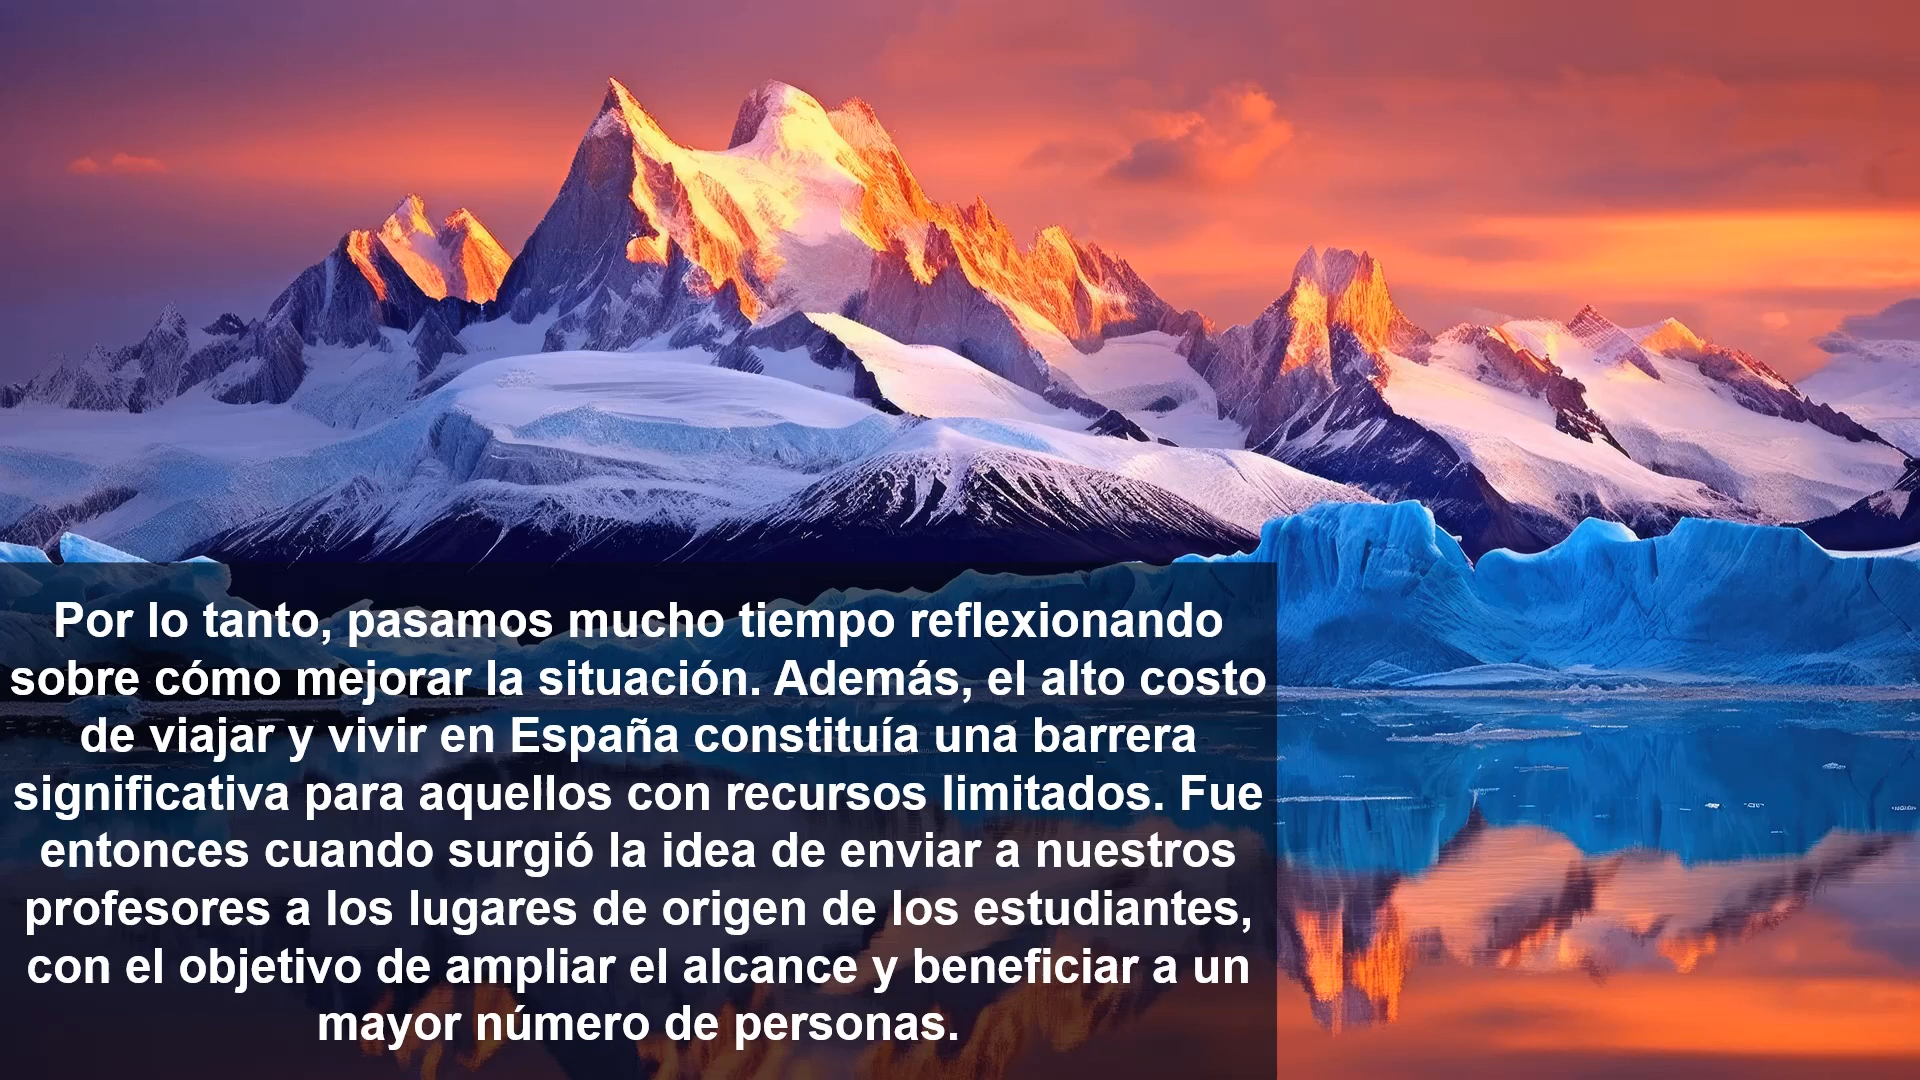 Por lo tanto, pasamos mucho tiempo reflexionando
sobre cómo mejorar la situación. Además, el alto costo
de viajar y vivir en España constituía una barrera
significativa para aquellos con recursos limitados. Fue
entonces cuando surgió la idea de enviar a nuestros
profesores a los lugares de origen de los estudiantes,
con el objetivo de ampliar el alcance y beneficiar a un
mayor número de personas.